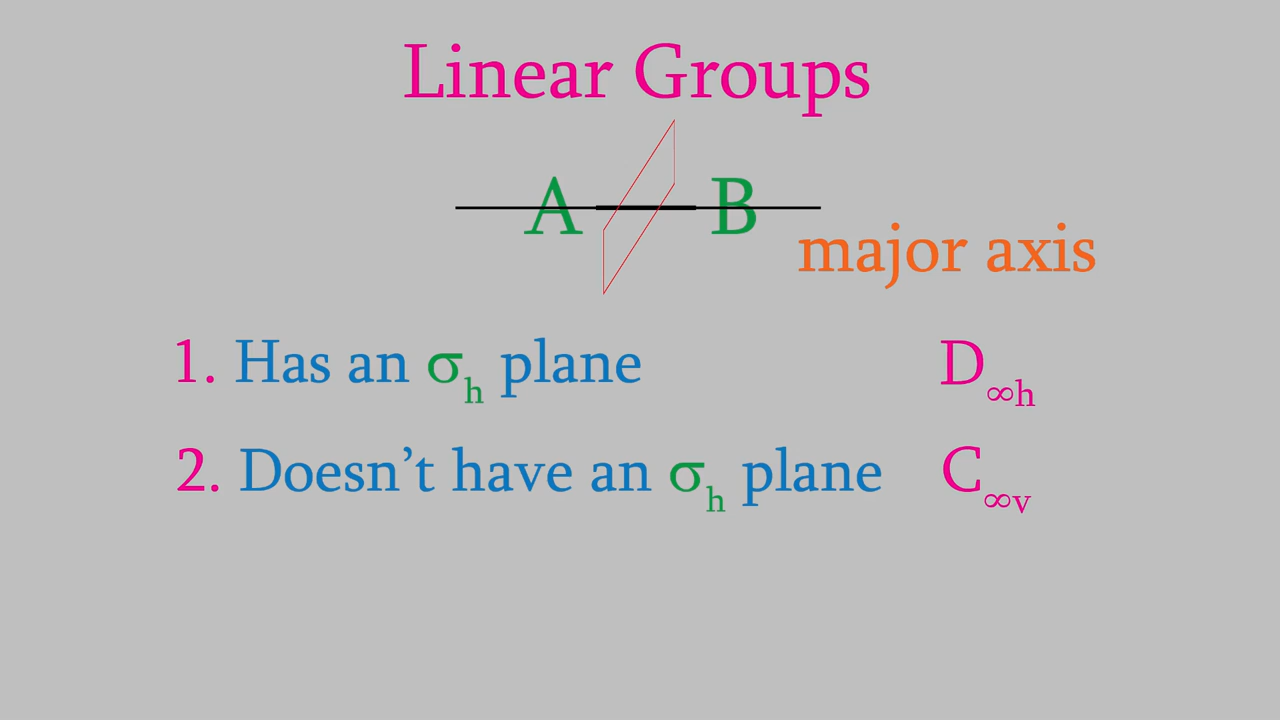 Linear Groups
A B
major axis
1. Has an σₕ plane D∞h
2. Doesn’t have an σₕ plane C∞v